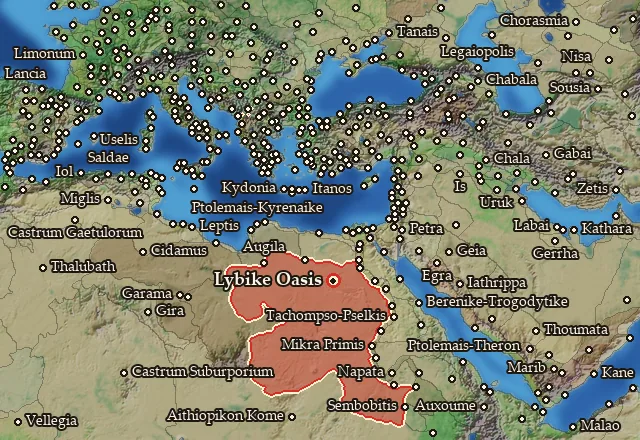 Chorasmia
Tanais
Limonum
Legaiopolis
Nisa
Lancia
Chabala
Sousia
Uselis
Saldae
Chala
Gabai
Iol
Kydonia
Itanos
Is
Zetis
Miglis
Ptolemais-Kyrenaike
Uruk
Castrum Gaetulorum
Leptis
Petra
Labai
Kathara
Cidamus
Augila
Geia
Gerrha
Thalubath
Lybike Oasis
Egra
Iathrippa
Garama
Berenike-Trogodytike
Gira
Tachompso-Pselkis
Thoumata
Mikra Primis
Ptolemais-Theron
Castrum Suburporium
Napata
Marib
Kane
Sembobitis
Auxoume
Vellegia
Aithiopikon Kome
Malao